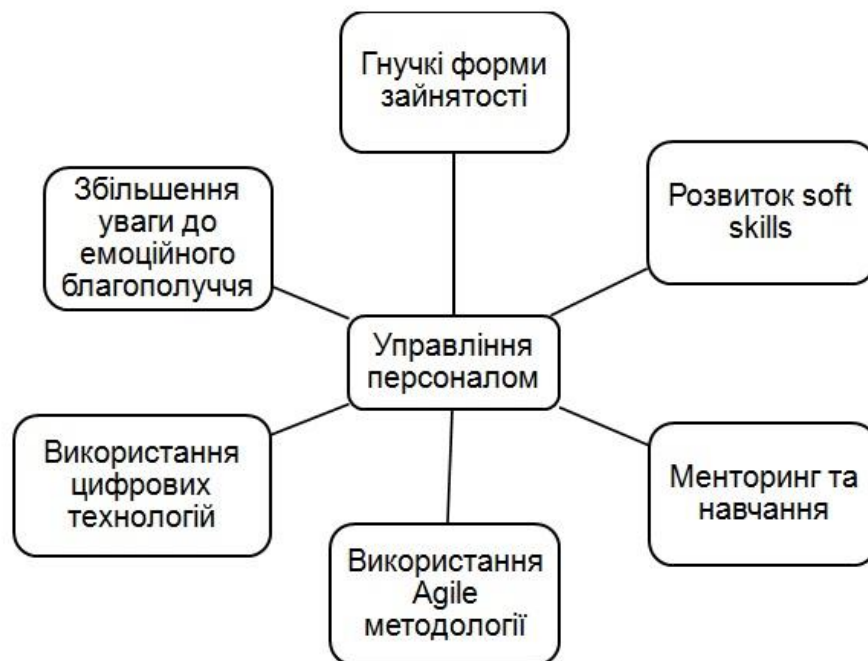 Гнучкі форми
зайнятості
Збільшення
уваги до
емоційного
благополуччя
Розвиток soft
skills
Управління
персоналом
Використання
цифрових
технологій
Менторинг та
навчання
Використання
Agile
методології